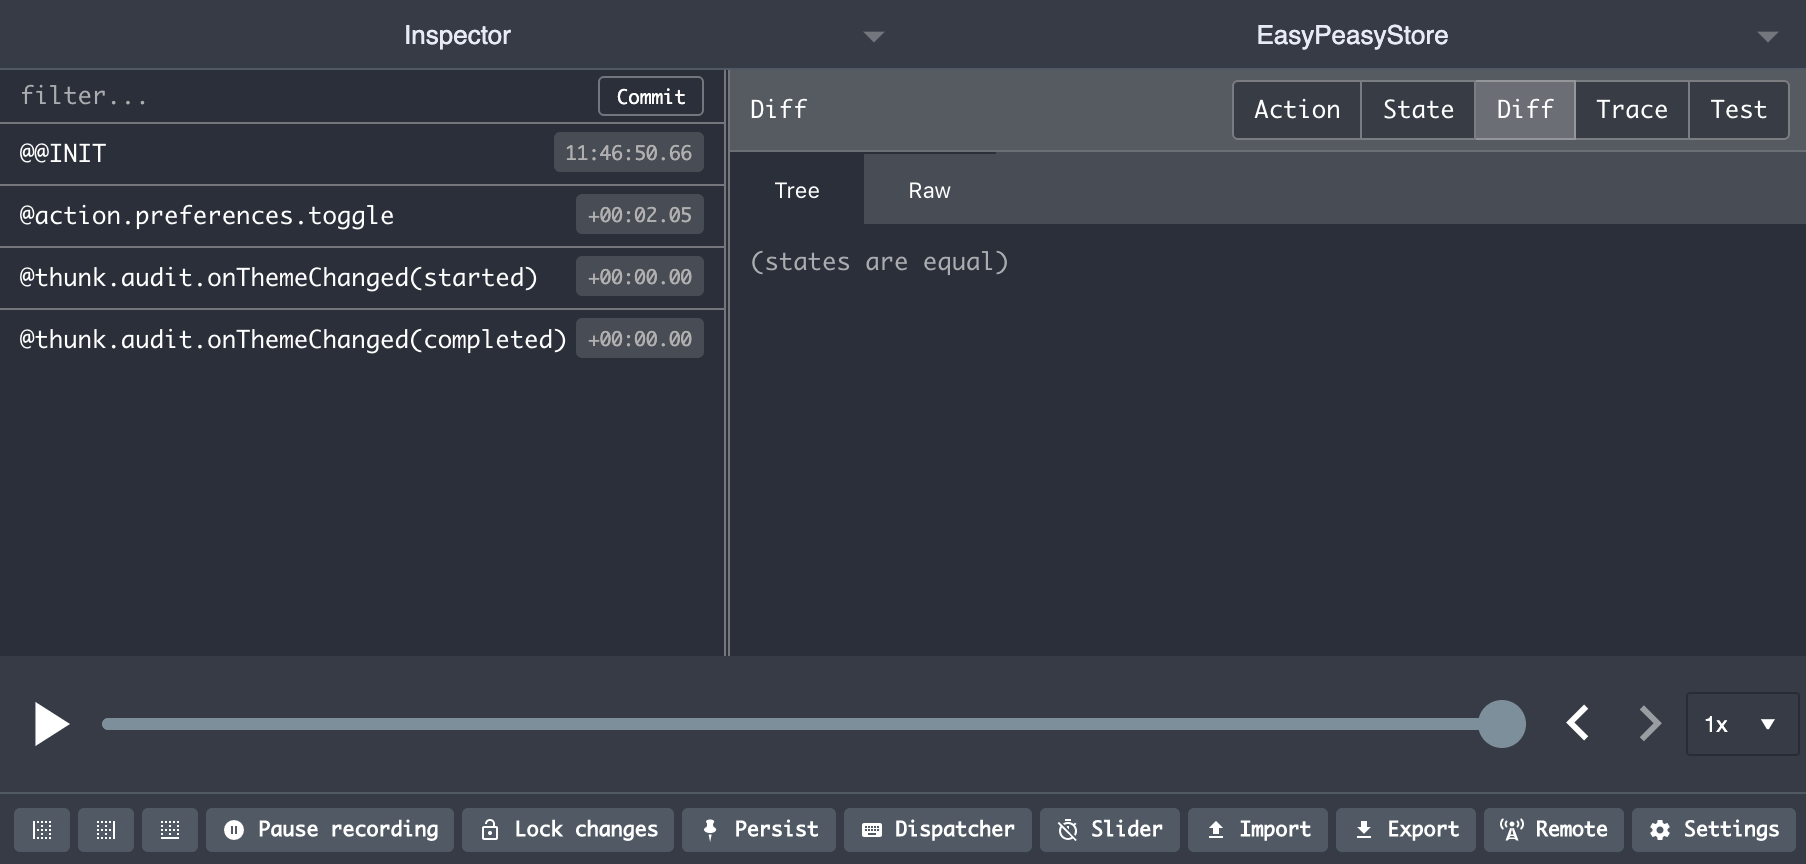 Inspector
EasyPeasyStore
filter...
Commit
Diff
Action
State
Diff
Trace
Test
@@INIT
11:46:50.66
@action.preferences.toggle
+00:02.05
@thunk.audit.onThemeChanged(started)
+00:00.00
@thunk.audit.onThemeChanged(completed)
+00:00.00
Tree
Raw
(states are equal)
1x
Pause recording
Lock changes
Persist
Dispatcher
Slider
Import
Export
Remote
Settings